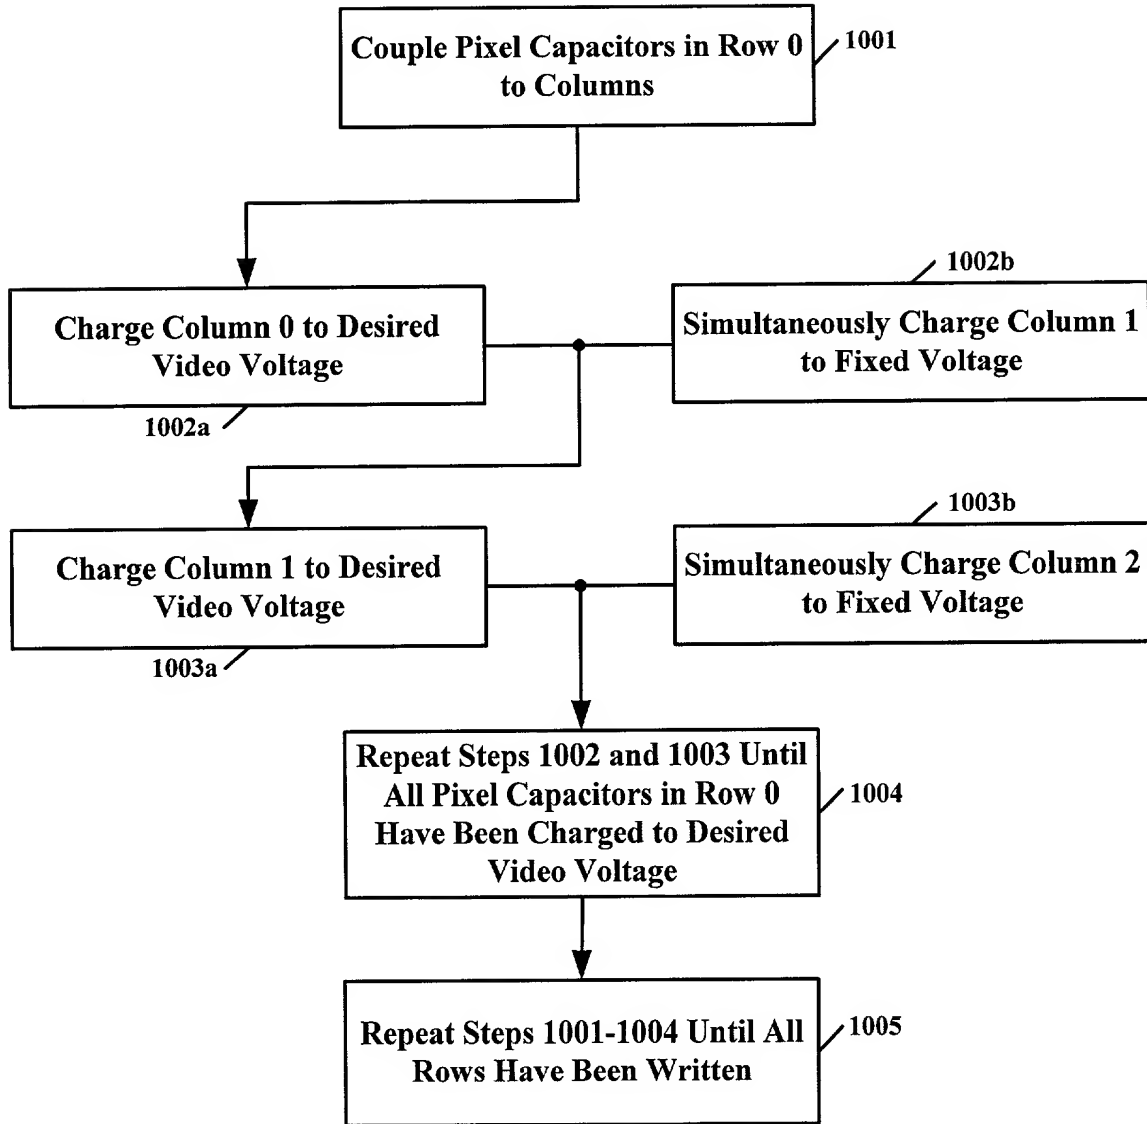 Couple Pixel Capacitors in Row 0
to Columns
1001
Charge Column 0 to Desired
Video Voltage
1002a
1002b
Simultaneously Charge Column 1
to Fixed Voltage
Charge Column 1 to Desired
Video Voltage
1003a
1003b
Simultaneously Charge Column 2
to Fixed Voltage
Repeat Steps 1002 and 1003 Until
All Pixel Capacitors in Row 0
Have Been Charged to Desired
Video Voltage
1004
Repeat Steps 1001-1004 Until All
Rows Have Been Written
1005